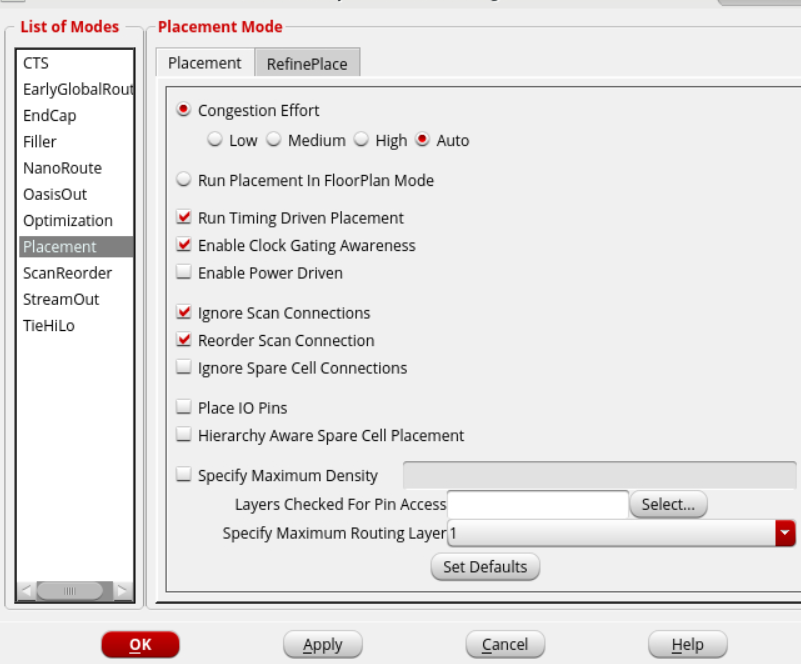 List of Modes
CTS
EarlyGlobalRout
EndCap
Filler
NanoRoute
OasisOut
Optimization
Placement
ScanReorder
StreamOut
TieHiLo
Placement Mode
Placement RefinePlace
Congestion Effort
Low Medium High Auto
Run Placement In FloorPlan Mode
Run Timing Driven Placement
Enable Clock Gating Awareness
Enable Power Driven
Ignore Scan Connections
Reorder Scan Connection
Ignore Spare Cell Connections
Place IO Pins
Hierarchy Aware Spare Cell Placement
Specify Maximum Density
Layers Checked For Pin Access Select...
Specify Maximum Routing Layer 1
Set Defaults
OK Apply Cancel Help